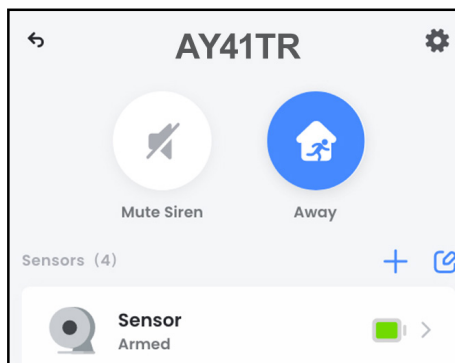 AY41TR
Mute Siren
Away
Sensors (4)
Sensor
Armed